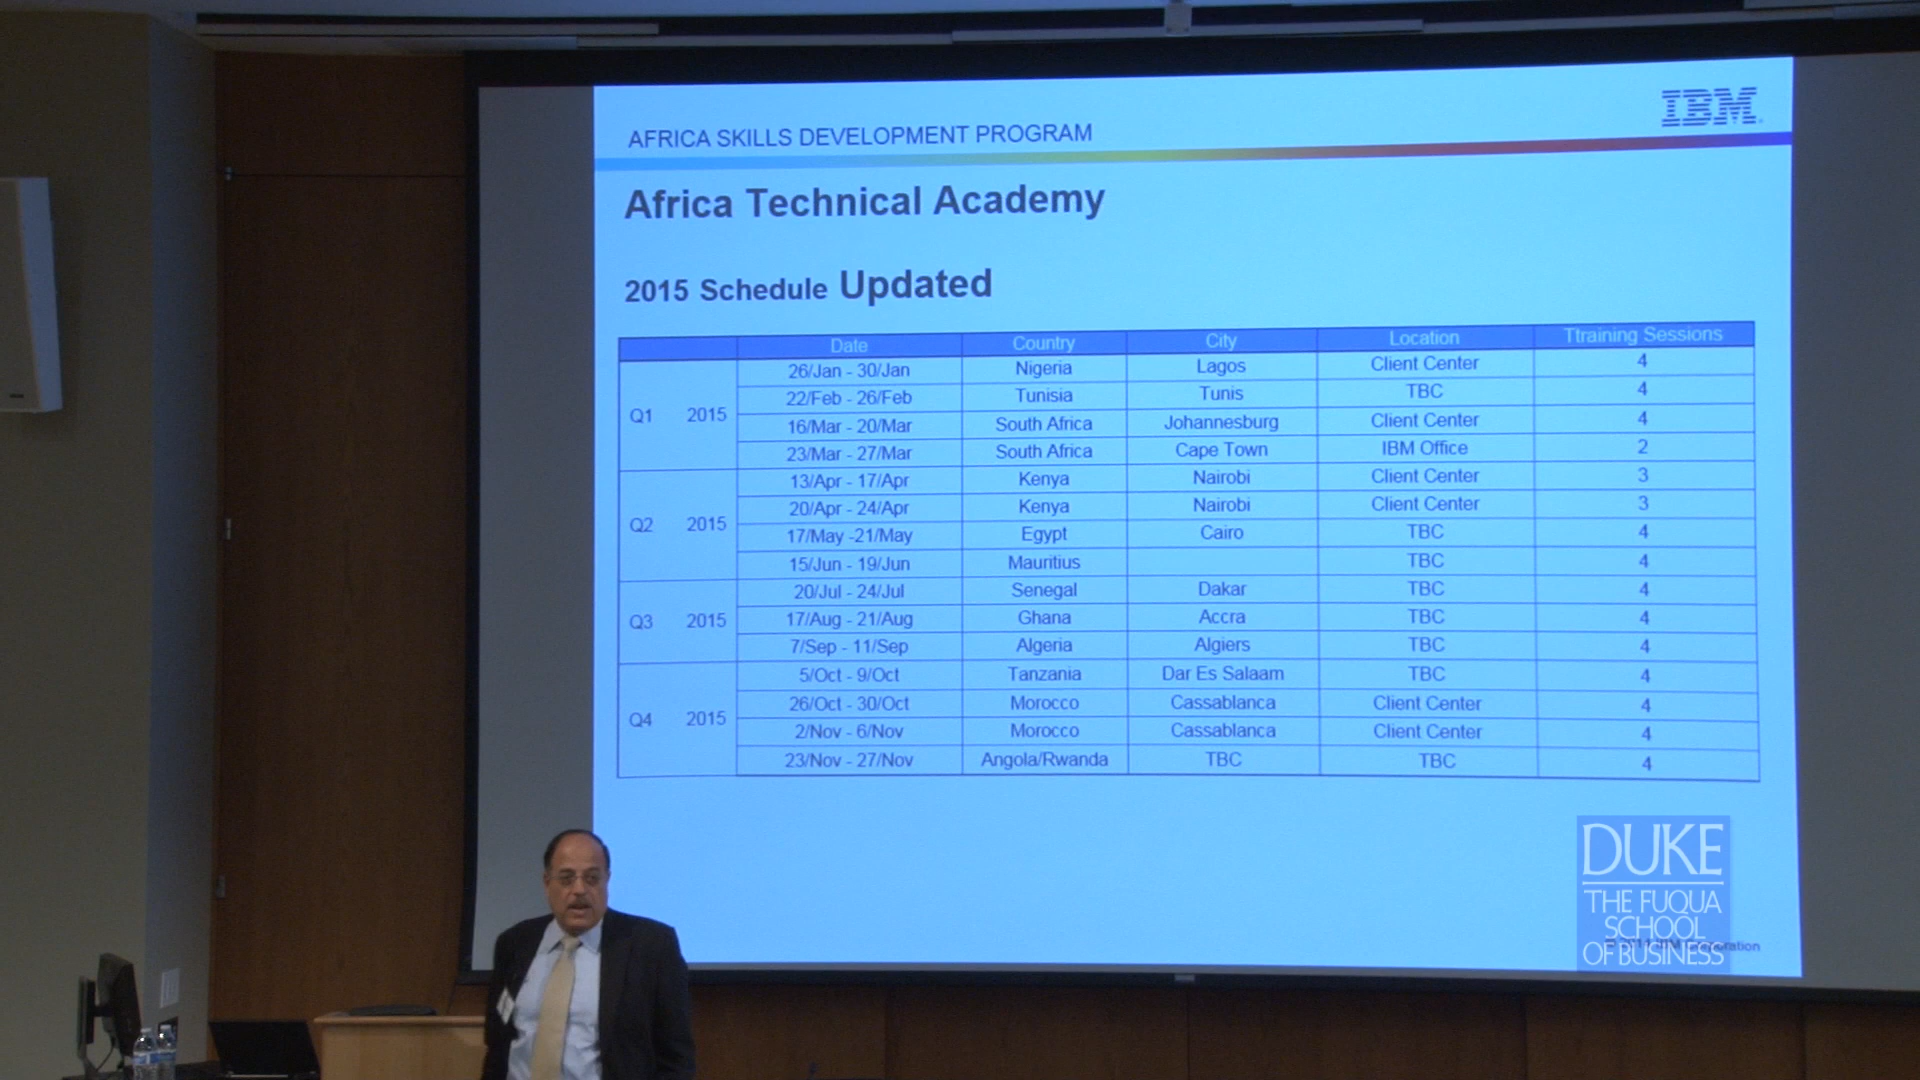 IBM
AFRICA SKILLS DEVELOPMENT PROGRAM
Africa Technical Academy
2015 Schedule Updated
Date Country City Location Ttraining Sessions
Q1 2015
26/Jan - 30/Jan Nigeria Lagos Client Center 4
22/Feb - 26/Feb Tunisia Tunis TBC 4
16/Mar - 20/Mar South Africa Johannesburg Client Center 4
23/Mar - 27/Mar South Africa Cape Town IBM Office 2
Q2 2015
13/Apr - 17/Apr Kenya Nairobi Client Center 3
20/Apr - 24/Apr Kenya Nairobi Client Center 3
17/May -21/May Egypt Cairo TBC 4
15/Jun - 19/Jun Mauritius TBC 4
Q3 2015
20/Jul - 24/Jul Senegal Dakar TBC 4
17/Aug - 21/Aug Ghana Accra TBC 4
7/Sep - 11/Sep Algeria Algiers TBC 4
Q4 2015
5/Oct - 9/Oct Tanzania Dar Es Salaam TBC 4
26/Oct - 30/Oct Morocco Cassablanca Client Center 4
2/Nov - 6/Nov Morocco Cassablanca Client Center 4
23/Nov - 27/Nov Angola/Rwanda TBC TBC 4
DUKE
THE FUQUA
SCHOOL
OF BUSINESS